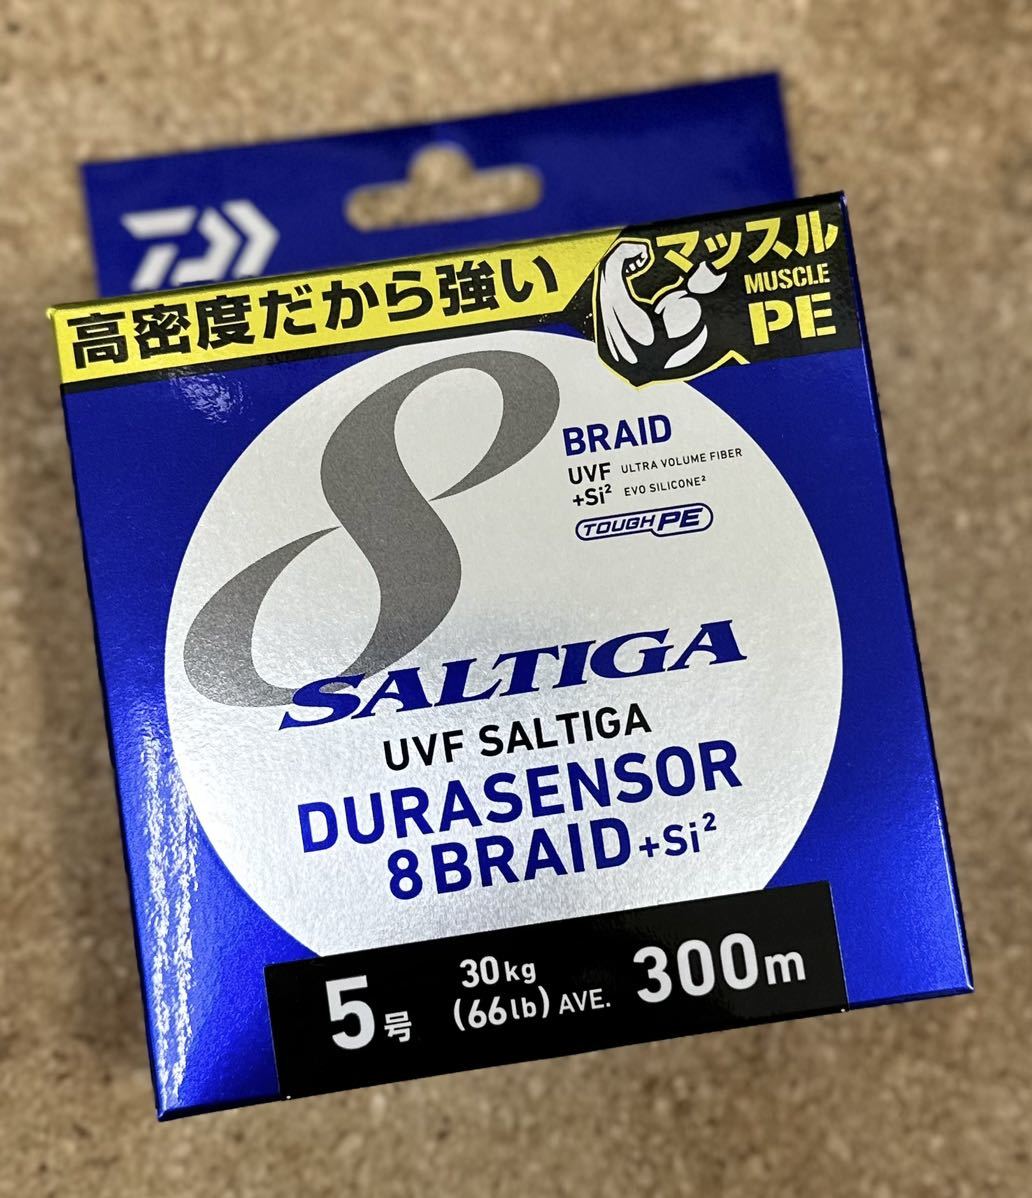 高密度だから強い
マッスル
MUSCLE
PE
8
BRAID
UVF ULTRA VOLUME FIBER
+Si² EVO SILICONE²
TOUGH PE
SALTIGA
UVF SALTIGA
DURASENSOR
8BRAID+Si²
5号 30kg (66lb) AVE. 300m